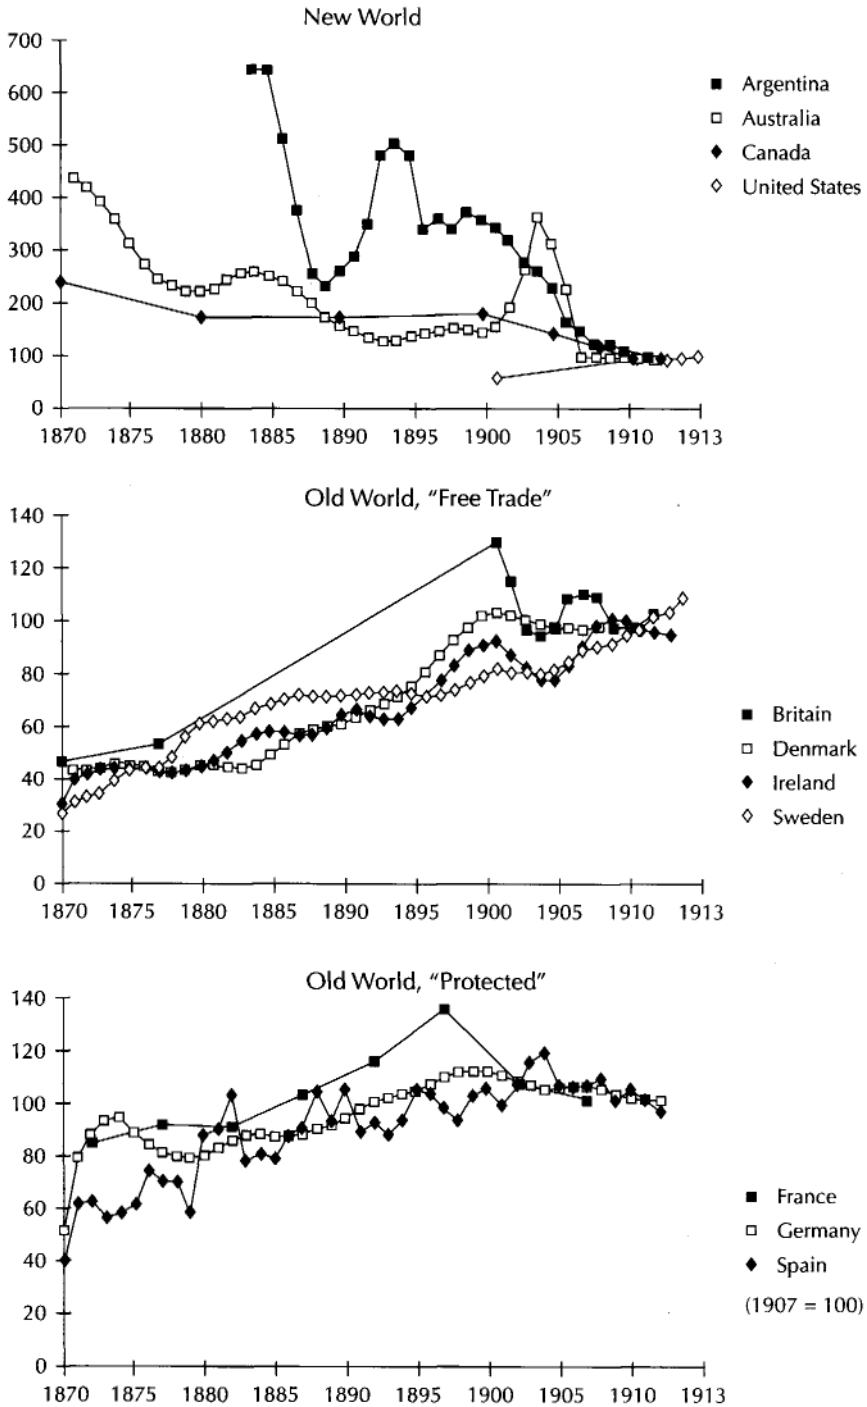 New World
700
600
500
400
300
200
100
0
1870 1875 1880 1885 1890 1895 1900 1905 1910 1913
Argentina
Australia
Canada
United States
Old World, “Free Trade”
140
120
100
80
60
40
20
0
1870 1875 1880 1885 1890 1895 1900 1905 1910 1913
Britain
Denmark
Ireland
Sweden
Old World, “Protected”
140
120
100
80
60
40
20
0
1870 1875 1880 1885 1890 1895 1900 1905 1910 1913
France
Germany
Spain
(1907 = 100)